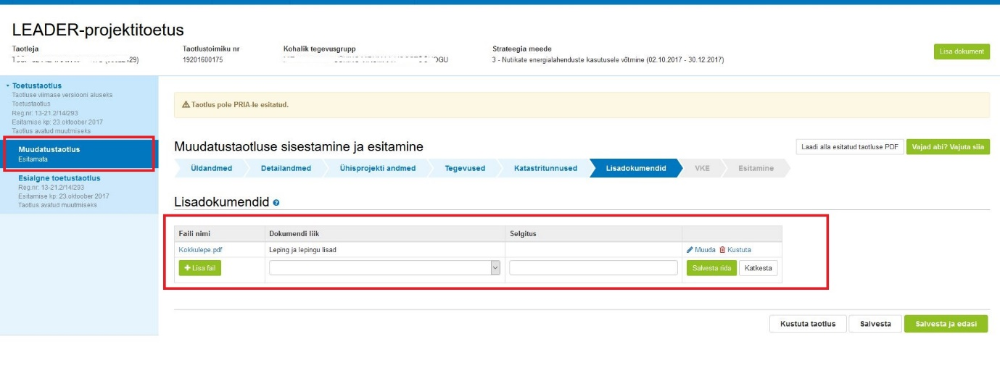 LEADER-projektitoetus
Taotleja Taotlustoimiku nr Kohalik tegevusgrupp Strateegia meede
19201600175 3 - Nutikate energialahenduste kasutusele võtmine (02.10.2017 - 30.12.2017)
Lisa dokument
Toetustaotlus
Taotluse viimase versiooni aluseks
Toetustaotlus
Reg.nr: 13-21.2/14/293
Esitamise kp: 23.oktoober 2017
Taotlus avatud muutmiseks
Muudatustaotlus
Esitamata
Esialgne toetustaotlus
Reg.nr: 13-21.2/14/293
Esitamise kp: 23.oktoober 2017
Taotlus avatud muutmiseks
Taotlus pole PRIA-le esitatud.
Muudatustaotluse sisestamine ja esitamine
Laadi alla esitatud taotluse PDF Vajad abi? Vajuta siia
Üldandmed Detailandmed Ühisprojekti andmed Tegevused Katastritunnused Lisadokumendid VKE Esitamine
Lisadokumendid ?
Faili nimi Dokumendi liik Selgitus
Kokkulepe.pdf Leping ja lepingu lisad Muuda Kustuta
+ Lisa fail Salvesta rida Katkesta
Kustuta taotlus Salvesta Salvesta ja edasi